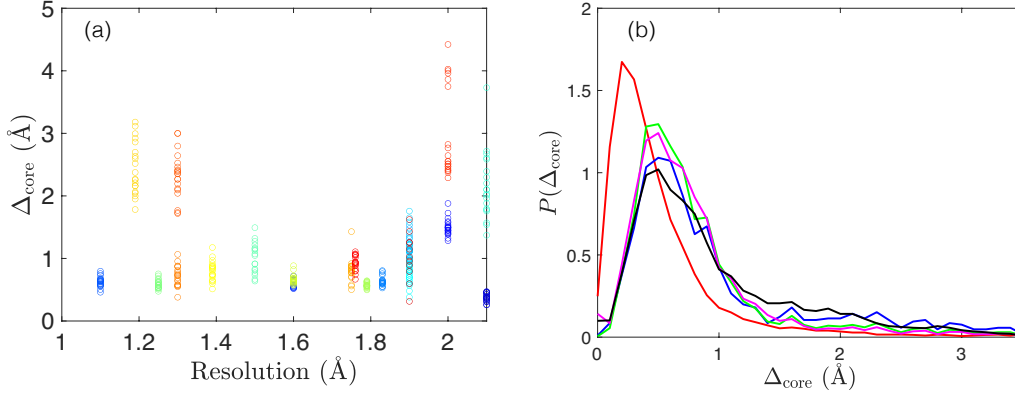 (a)
5
4
3
2
1
0
Δcore (Å)
1 1.2 1.4 1.6 1.8 2
Resolution (Å)
(b)
2
1.5
1
0.5
0
P(Δcore)
0 1 2 3
Δcore (Å)